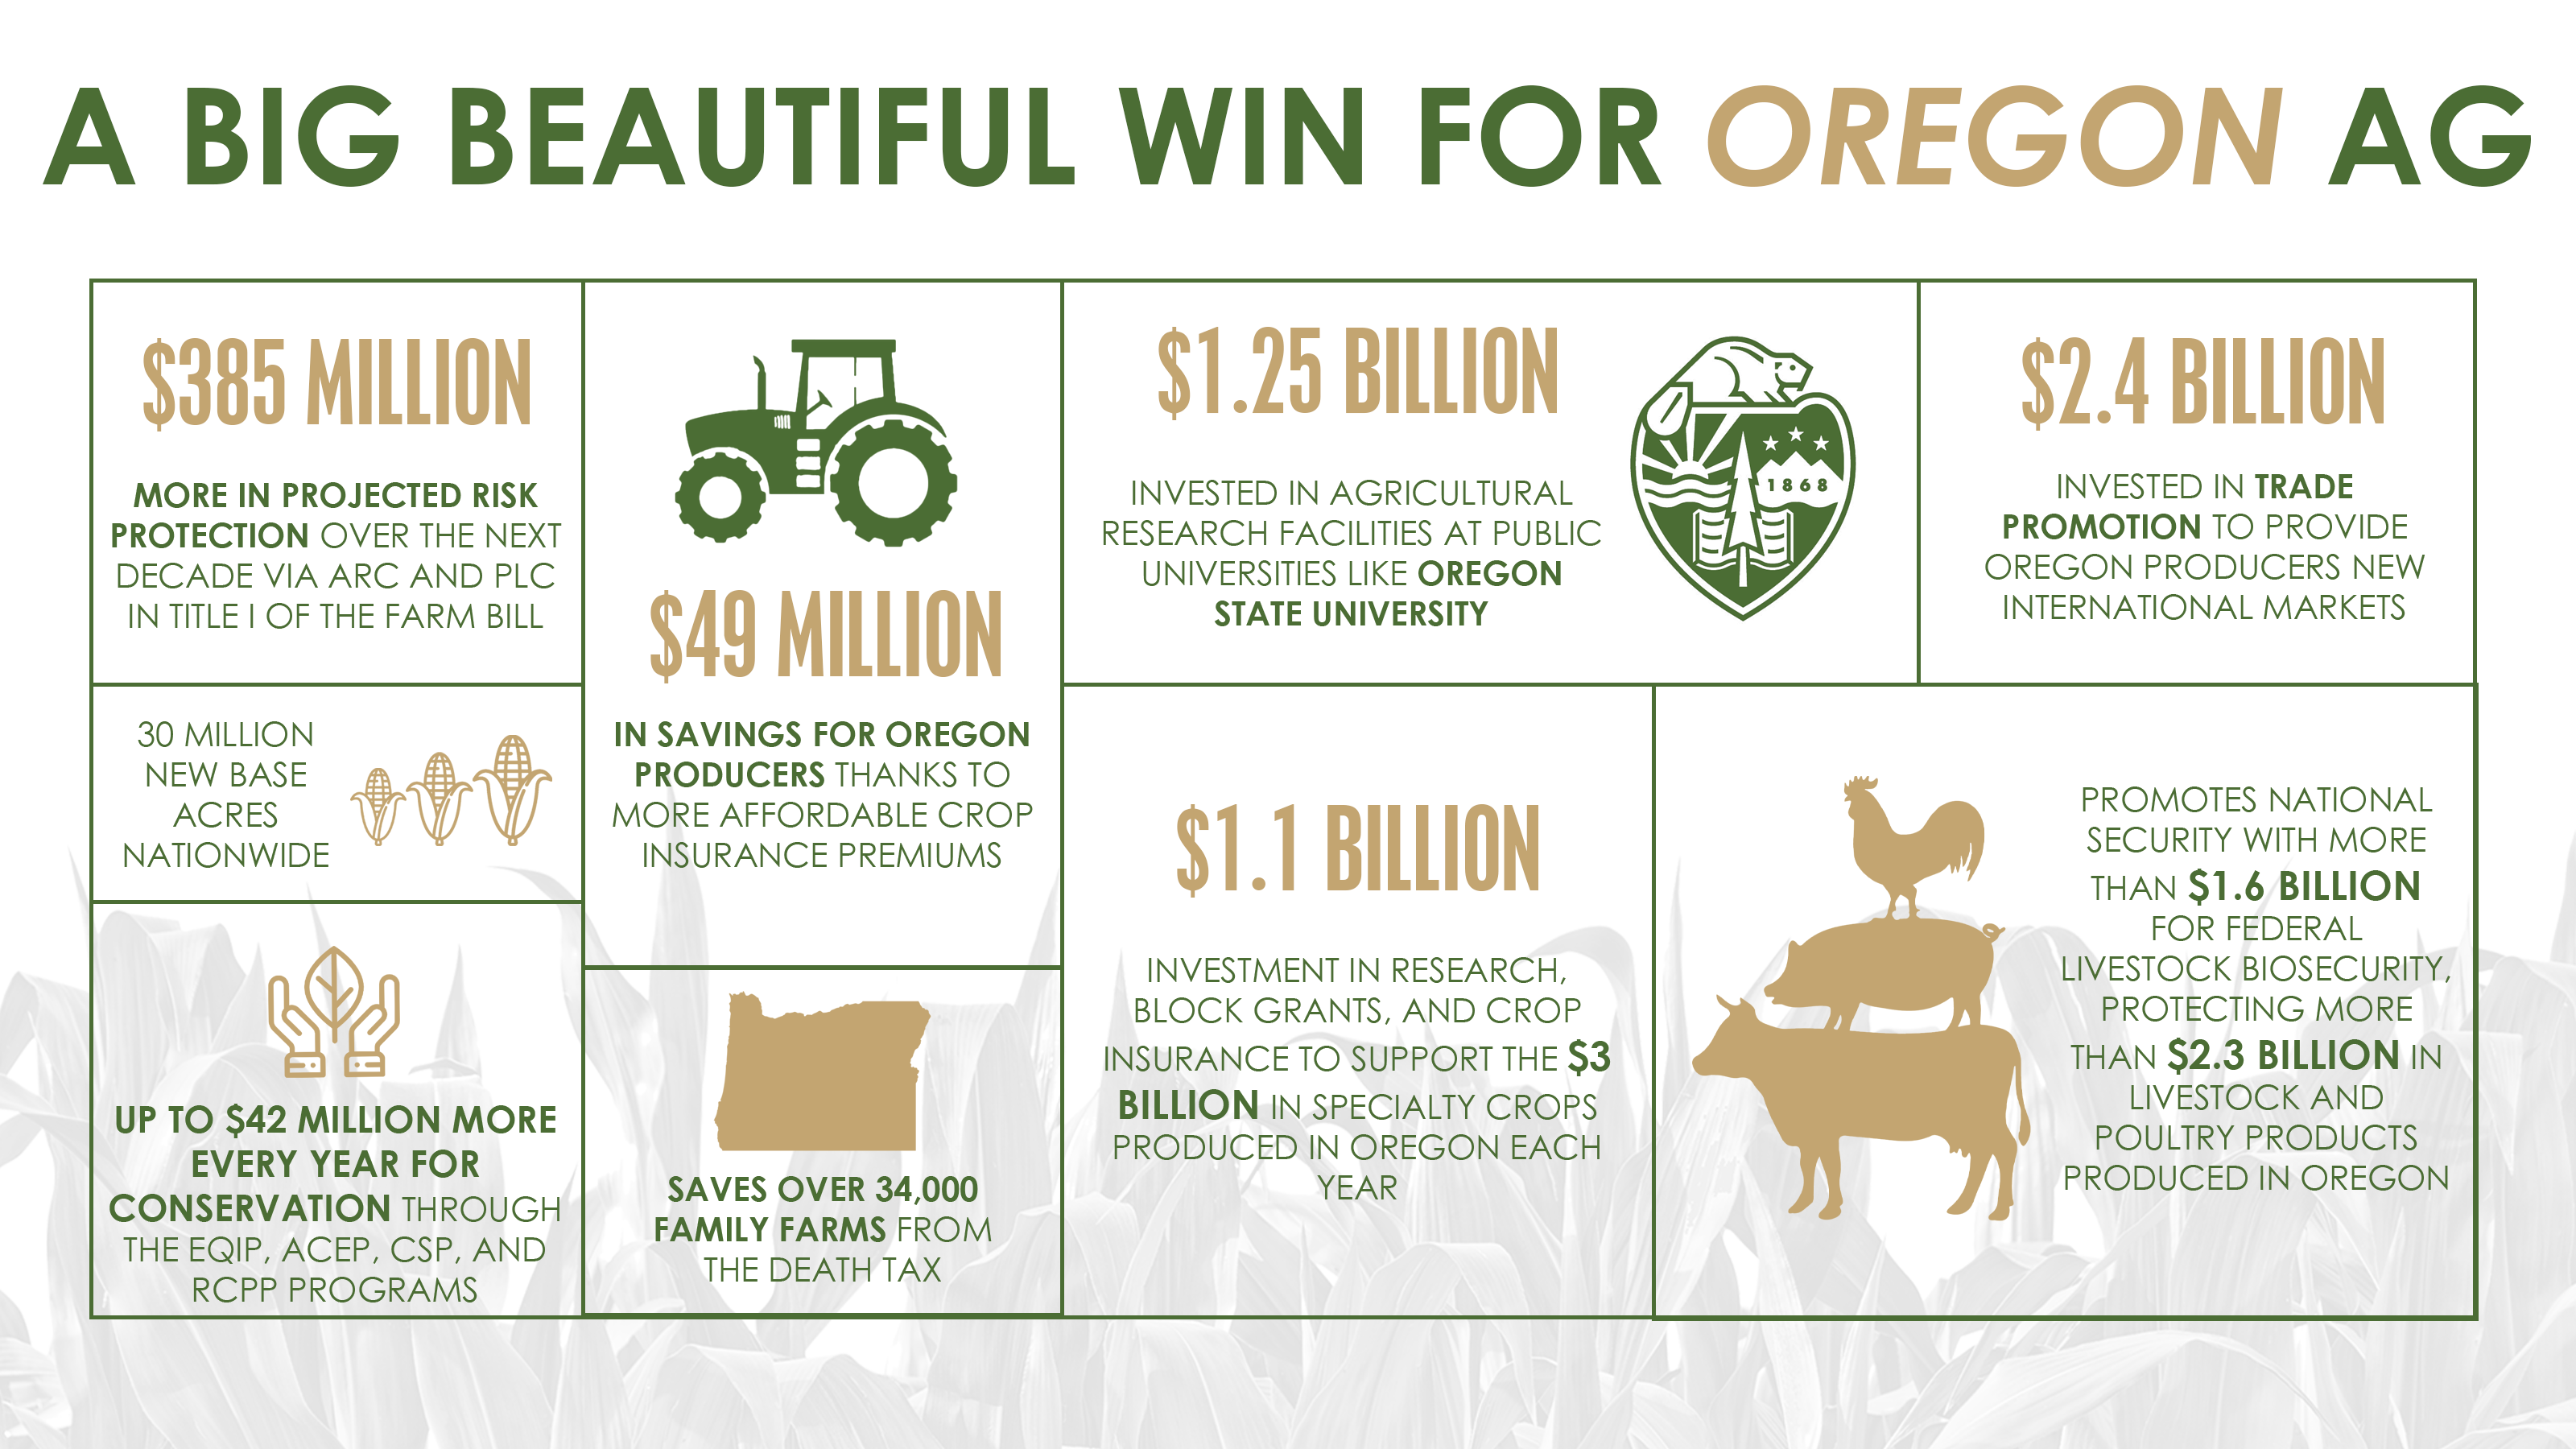 A BIG BEAUTIFUL WIN FOR OREGON AG
$385 MILLION
MORE IN PROJECTED RISK
PROTECTION OVER THE NEXT
DECADE VIA ARC AND PLC
IN TITLE I OF THE FARM BILL
30 MILLION
NEW BASE
ACRES
NATIONWIDE
UP TO $42 MILLION MORE
EVERY YEAR FOR
CONSERVATION THROUGH
THE EQIP, ACEP, CSP, AND
RCPP PROGRAMS
$49 MILLION
IN SAVINGS FOR OREGON
PRODUCERS THANKS TO
MORE AFFORDABLE CROP
INSURANCE PREMIUMS
SAVES OVER 34,000
FAMILY FARMS FROM
THE DEATH TAX
$1.25 BILLION
INVESTED IN AGRICULTURAL
RESEARCH FACILITIES AT PUBLIC
UNIVERSITIES LIKE OREGON
STATE UNIVERSITY
1868
$2.4 BILLION
INVESTED IN TRADE
PROMOTION TO PROVIDE
OREGON PRODUCERS NEW
INTERNATIONAL MARKETS
$1.1 BILLION
INVESTMENT IN RESEARCH,
BLOCK GRANTS, AND CROP
INSURANCE TO SUPPORT THE $3
BILLION IN SPECIALTY CROPS
PRODUCED IN OREGON EACH
YEAR
PROMOTES NATIONAL
SECURITY WITH MORE
THAN $1.6 BILLION
FOR FEDERAL
LIVESTOCK BIOSECURITY,
PROTECTING MORE
THAN $2.3 BILLION IN
LIVESTOCK AND
POULTRY PRODUCTS
PRODUCED IN OREGON